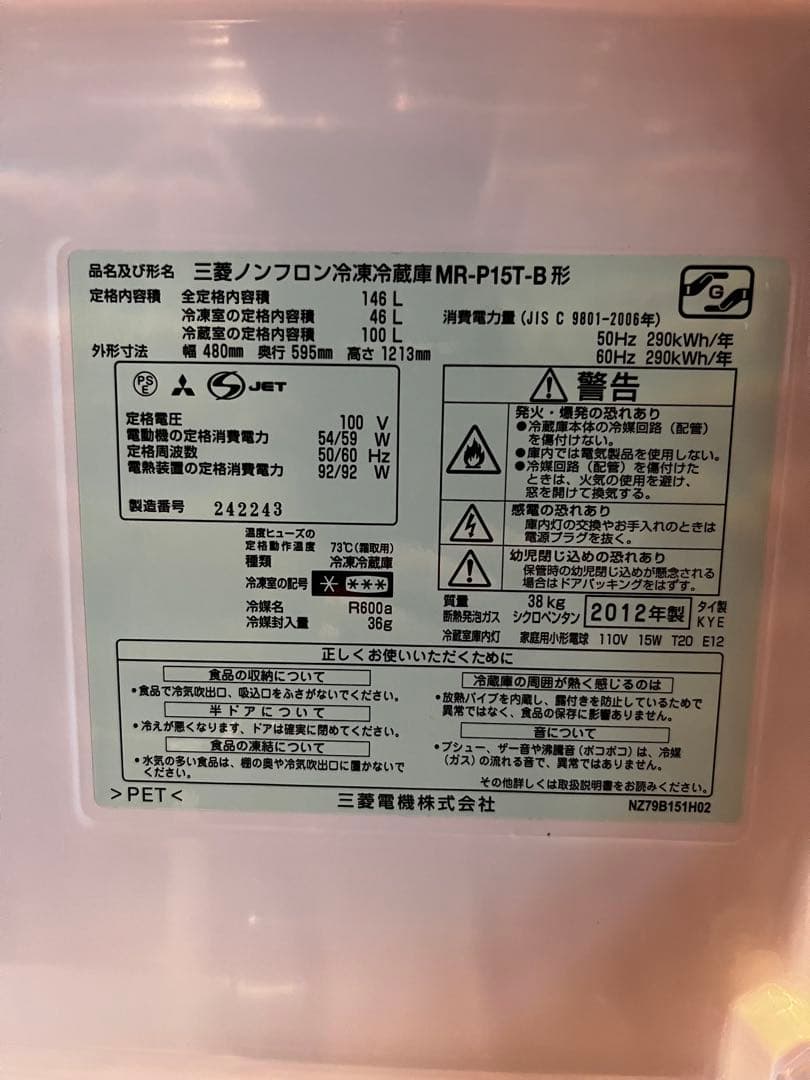 品名及び形名 三菱ノンフロン冷凍冷蔵庫 MR-P15T-B 形
定格内容積 全定格内容積 146 L
冷凍室の定格内容積 46 L
冷蔵室の定格内容積 100 L
外形寸法 幅 480mm 奥行 595mm 高さ 1213mm
G
消費電力量 (JIS C 9801-2006年)
50Hz 290kWh/年
60Hz 290kWh/年
PSE JET
定格電圧 100 V
電動機の定格消費電力 54/59 W
定格周波数 50/60 Hz
電熱装置の定格消費電力 92/92 W
製造番号 242243
温度ヒューズの
定格動作温度 73℃(霜取用)
種類 冷凍冷蔵庫
冷凍室の記号 * ***
冷媒名 R600a
冷媒封入量 36g
警告
発火・爆発の恐れあり
●冷蔵庫本体の冷媒回路(配管)
を傷付けない。
●庫内では電気製品を使用しない。
●冷媒回路(配管)を傷付けた
ときは、火気の使用を避け、
窓を開けて換気する。
感電の恐れあり
庫内灯の交換やお手入れのときは
電源プラグを抜く。
幼児閉じ込めの恐れあり
保管時の幼児閉じ込めが懸念される
場合はドアパッキングをはずす。
質量 38kg
断熱発泡ガス シクロペンタン
2012年製
タイ製
KYE
冷蔵室庫内灯 家庭用小形電球 110V 15W T20 E12
正しくお使いいただくために
食品の収納について
・食品で冷気吹出口、吸込口をふさがないでください。
半ドアについて
・冷えが悪くなります、ドアは確実に閉めてください。
食品の凍結について
・水気の多い食品は、棚の奥や冷気吹出口に置かないで
ください。
冷蔵庫の周囲が熱く感じるのは
・放熱パイプを内蔵し、露付きを防止しているためで
異常ではなく、食品の保存に影響ありません。
音について
・プシュー、ザー音や沸騰音(ポコポコ)は、冷媒
(ガス)の流れる音で、異常ではありません。
その他詳しくは取扱説明書をお読みください。
>PET<
三菱電機株式会社
NZ79B151H02